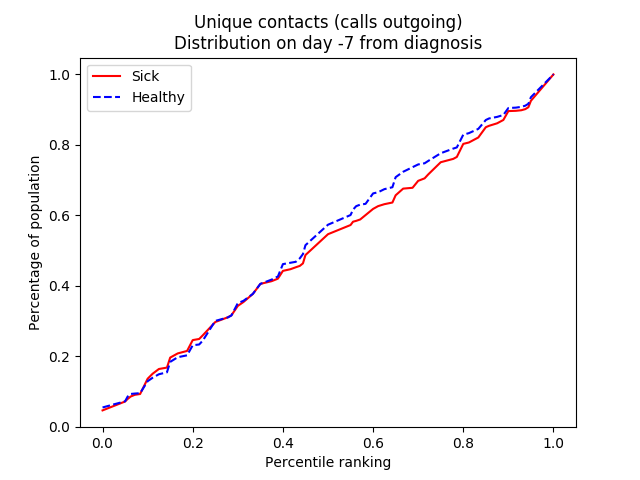 Unique contacts (calls outgoing)
Distribution on day -7 from diagnosis
Sick
Healthy
Percentage of population
1.0
0.8
0.6
0.4
0.2
0.0
0.0 0.2 0.4 0.6 0.8 1.0
Percentile ranking